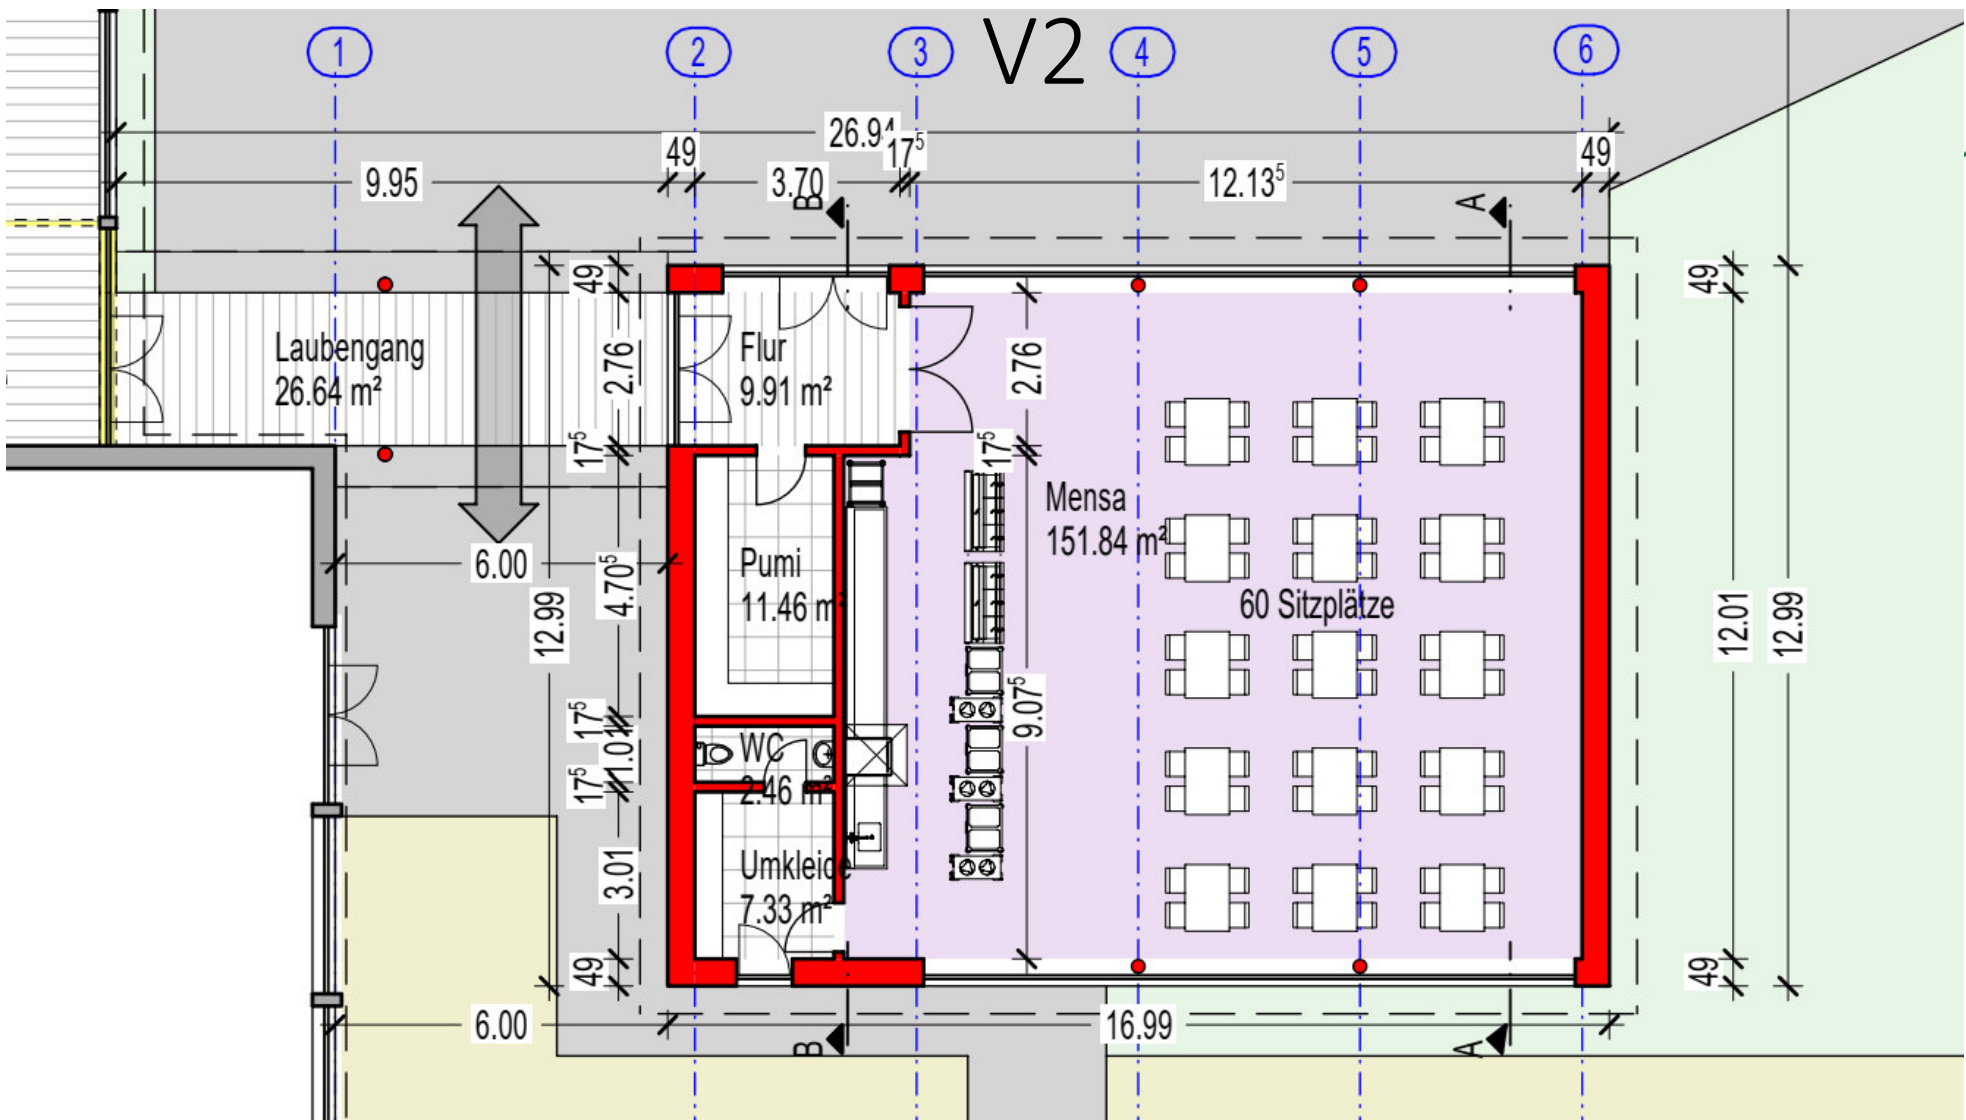 V2
1
2
3
4
5
6
26.94
49
17⁵
49
9.95
3.70
12.13⁵
B
A
49
49
Laubengang
26.64 m²
2.76
Flur
9.91 m²
2.76
17⁵
17⁵
Mensa
151.84 m²
6.00
4.70⁵
12.99
Pumi
11.46 m²
60 Sitzplätze
12.01
12.99
9.07⁵
17⁵
1.01
17⁵
WC
2.46 m²
3.01
Umkleide
7.33 m²
49
49
6.00
16.99
B
A